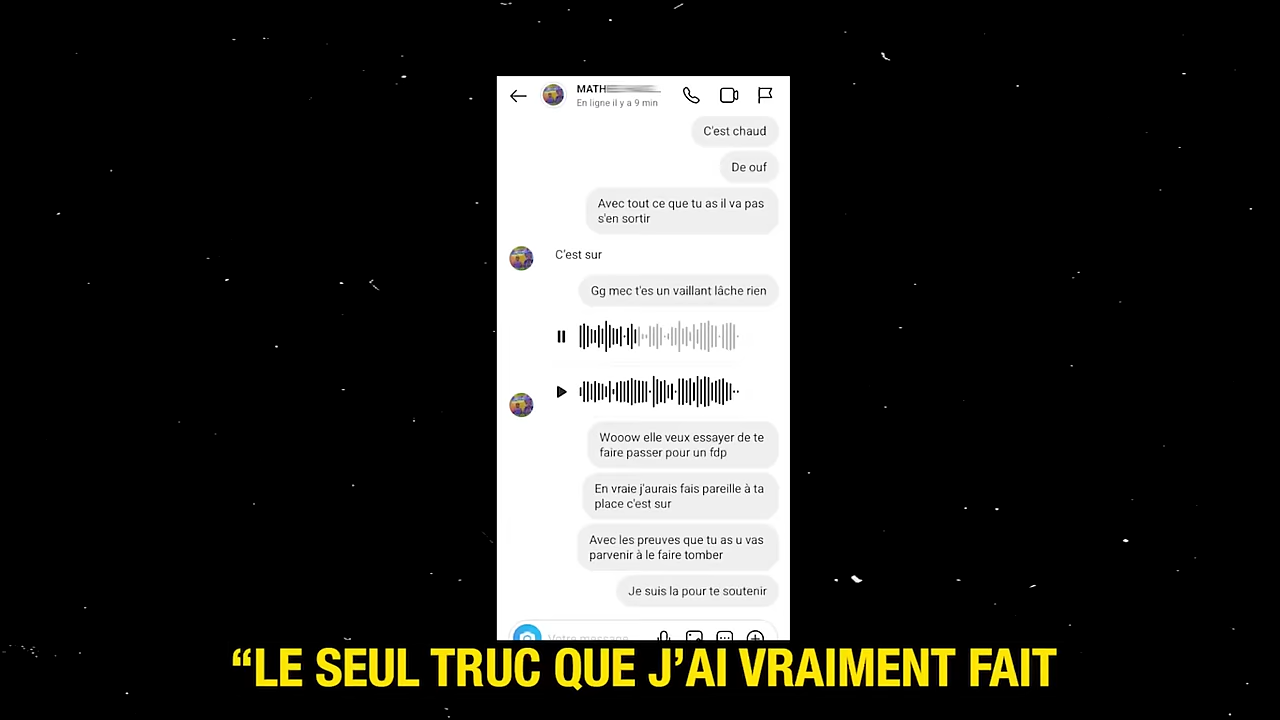 MATH
En ligne il y a 9 min
C'est chaud
De ouf
Avec tout ce que tu as il va pas
s'en sortir
C'est sur
Gg mec t'es un vaillant lâche rien
Wooow elle veux essayer de te
faire passer pour un fdp
En vraie j'aurais fais pareille à ta
place c'est sur
Avec les preuves que tu as u vas
parvenir à le faire tomber
Je suis la pour te soutenir
Votre message...
“LE SEUL TRUC QUE J’AI VRAIMENT FAIT